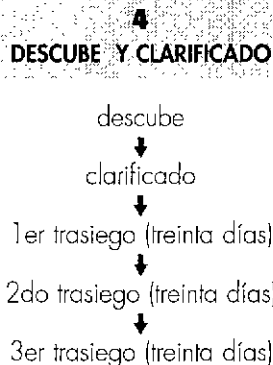 4
DESCUBE Y CLARIFICADO
descube
clarificado
1er trasiego (treinta días)
2do trasiego (treinta días)
3er trasiego (treinta días)